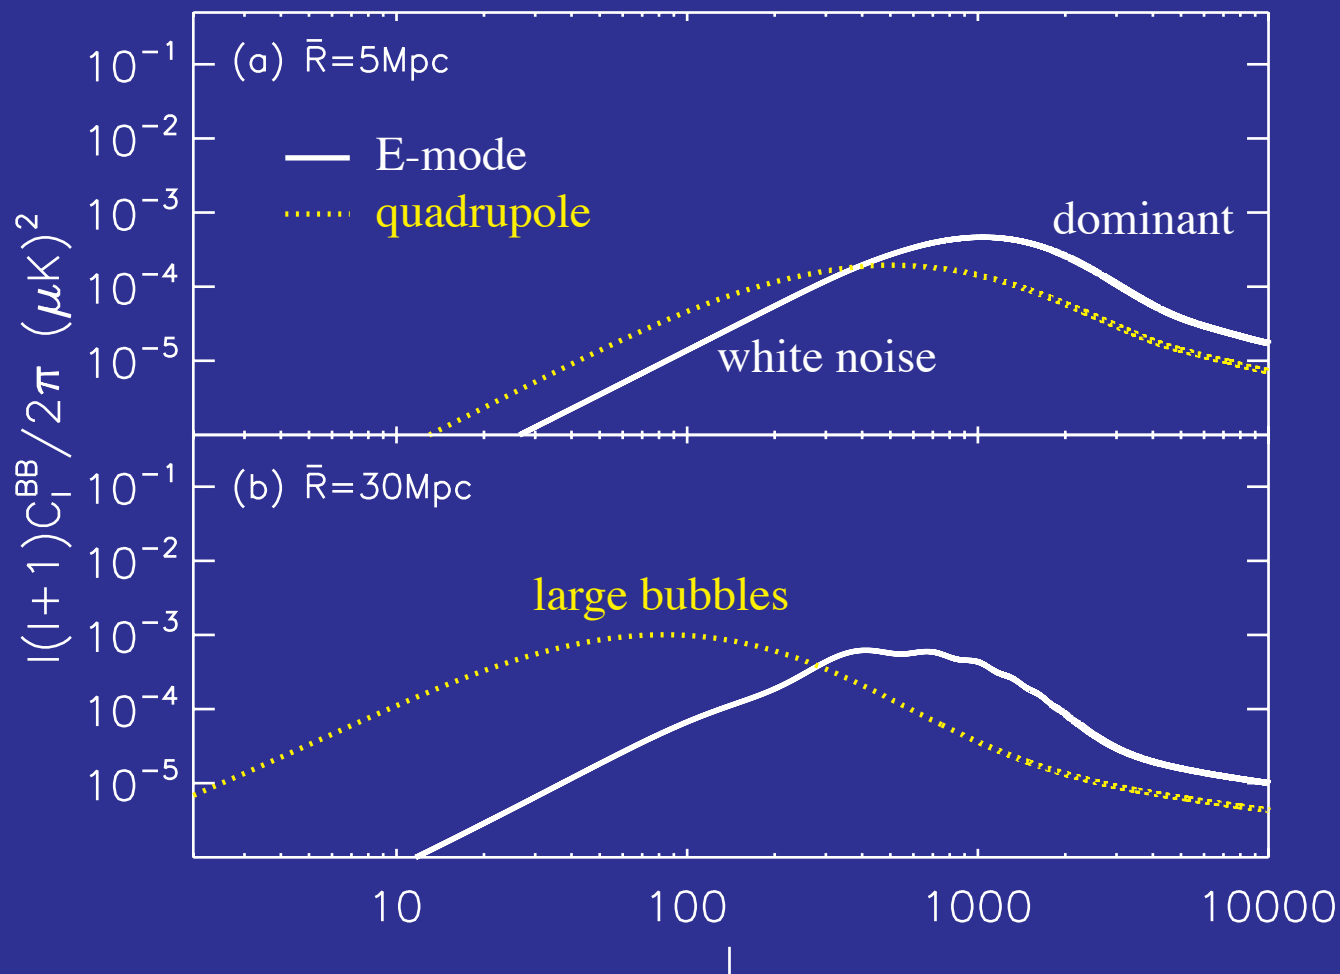 (a) R̄=5Mpc
E-mode
quadrupole
dominant
white noise
10⁻¹
10⁻²
10⁻³
10⁻⁴
10⁻⁵
l(l+1)C_l^BB/2π (μK)²
(b) R̄=30Mpc
large bubbles
10⁻¹
10⁻²
10⁻³
10⁻⁴
10⁻⁵
10 100 1000 10000
l